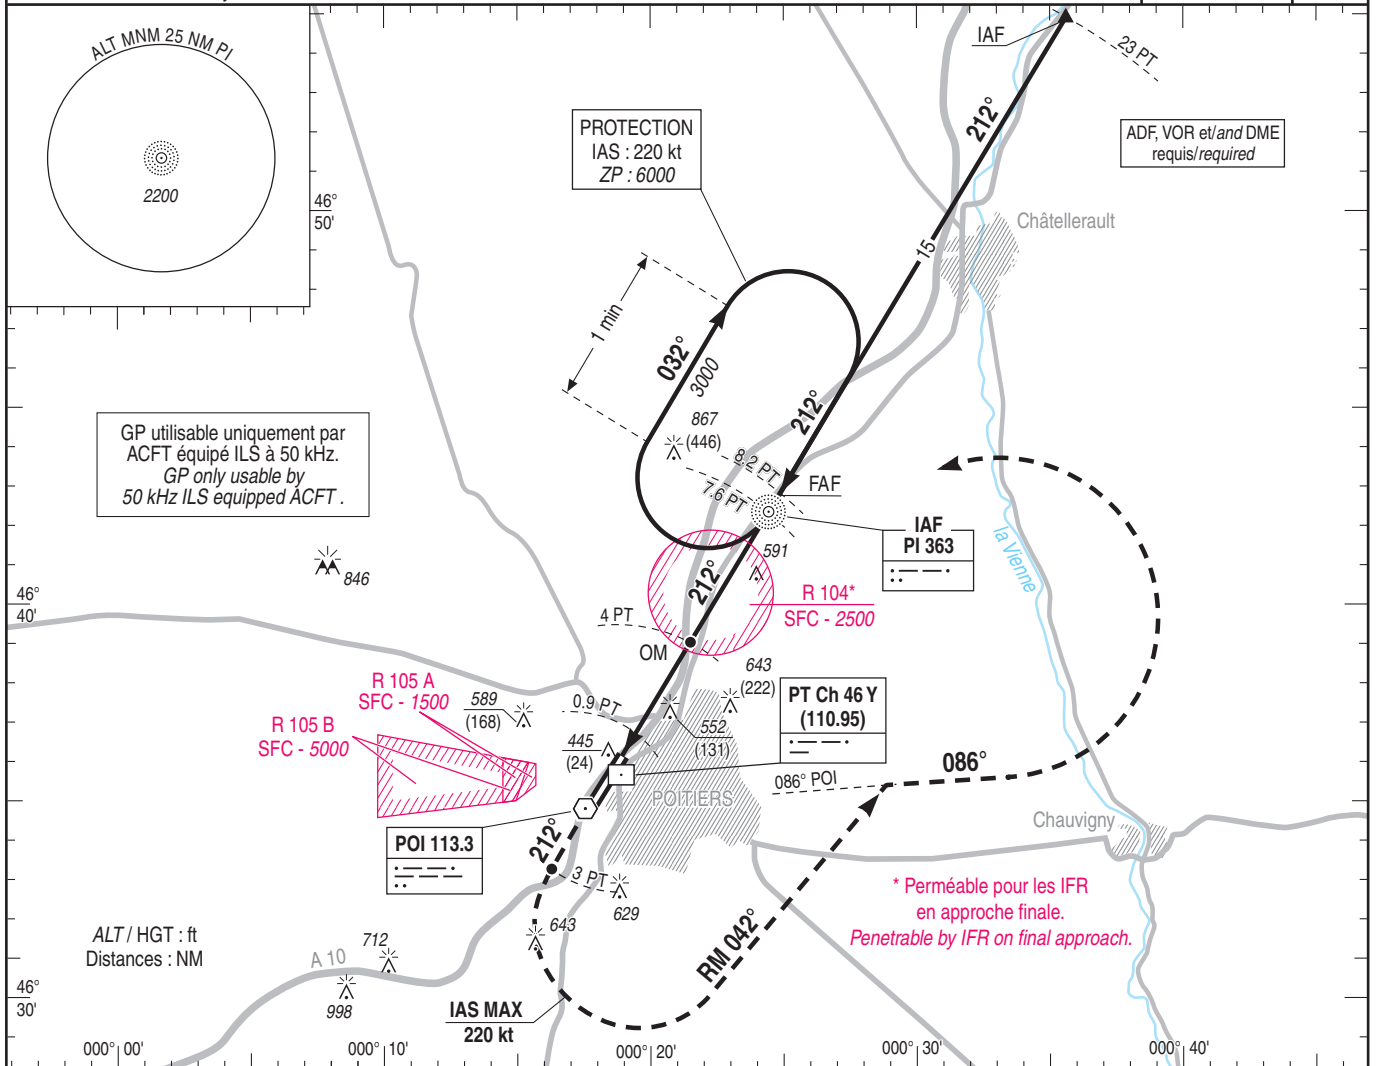 ALT MNM 25 NM PI
2200
46°
50'
PROTECTION
IAS : 220 kt
ZP : 6000
IAF
23 PT
212°
ADF, VOR et/and DME
requis/required
Châtellerault
15
1 min
032°
3000
212°
867
(446)
8.2 PT
7.6 PT
FAF
GP utilisable uniquement par
ACFT équipé ILS à 50 kHz.
GP only usable by
50 kHz ILS equipped ACFT .
IAF
PI 363
la Vienne
846
591
212°
R 104*
SFC - 2500
46°
40'
4 PT
OM
643
(222)
R 105 A
SFC - 1500
589
(168)
0.9 PT
PT Ch 46 Y
(110.95)
R 105 B
SFC - 5000
445
(24)
552
(131)
086°
086° POI
POITIERS
Chauvigny
POI 113.3
212°
3 PT
629
* Perméable pour les IFR
en approche finale.
Penetrable by IFR on final approach.
643
RM 042°
ALT / HGT : ft
Distances : NM
712
A 10
998
46°
30'
IAS MAX
220 kt
000° 00'
000° 10'
000° 20'
000° 30'
000° 40'